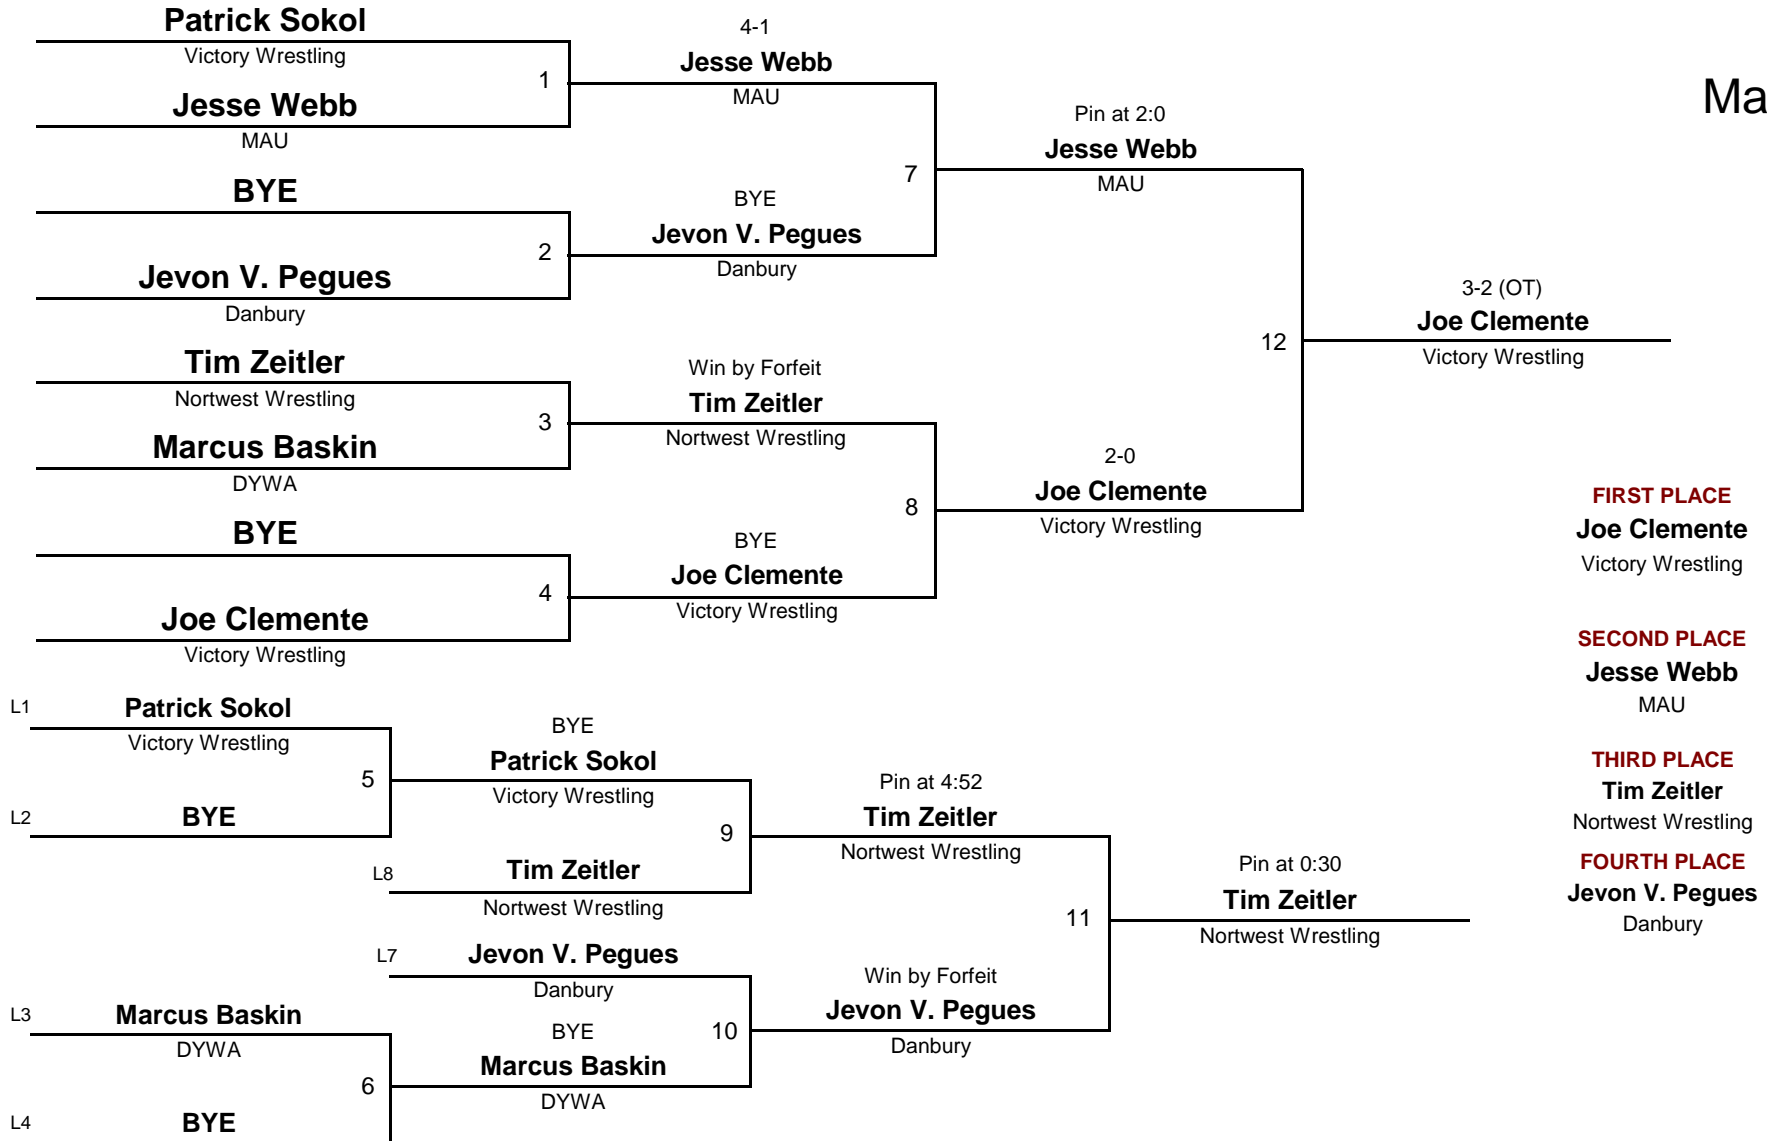 Patrick Sokol
Victory Wrestling
1
Jesse Webb
MAU
4-1
Jesse Webb
MAU
BYE
2
Jevon V. Pegues
Danbury
BYE
Jevon V. Pegues
Danbury
7
Pin at 2:0
Jesse Webb
MAU
Ma
Tim Zeitler
Nortwest Wrestling
3
Marcus Baskin
DYWA
Win by Forfeit
Tim Zeitler
Nortwest Wrestling
BYE
4
Joe Clemente
Victory Wrestling
BYE
Joe Clemente
Victory Wrestling
8
2-0
Joe Clemente
Victory Wrestling
12
3-2 (OT)
Joe Clemente
Victory Wrestling
FIRST PLACE
Joe Clemente
Victory Wrestling
SECOND PLACE
Jesse Webb
MAU
THIRD PLACE
Tim Zeitler
Nortwest Wrestling
FOURTH PLACE
Jevon V. Pegues
Danbury
L1
Patrick Sokol
Victory Wrestling
5
L2
BYE
BYE
Patrick Sokol
Victory Wrestling
9
L8
Tim Zeitler
Nortwest Wrestling
Pin at 4:52
Tim Zeitler
Nortwest Wrestling
L7
Jevon V. Pegues
Danbury
10
L3
Marcus Baskin
DYWA
6
L4
BYE
BYE
Marcus Baskin
DYWA
Win by Forfeit
Jevon V. Pegues
Danbury
11
Pin at 0:30
Tim Zeitler
Nortwest Wrestling